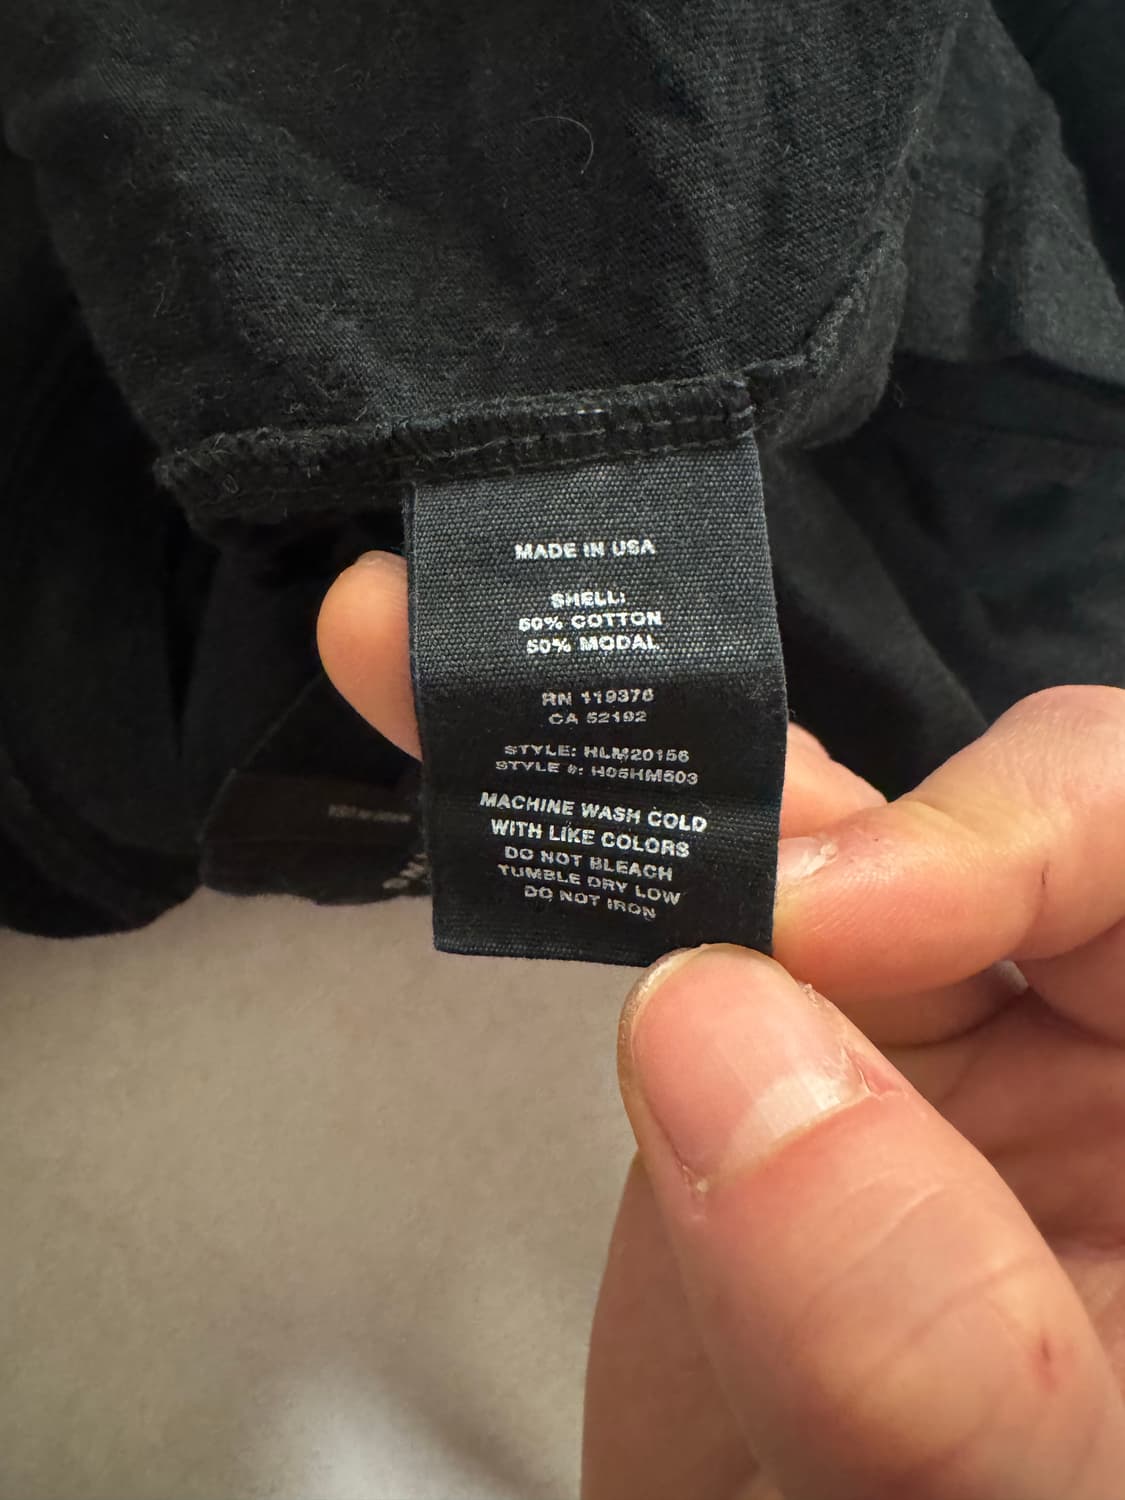 MADE IN USA
SHELL:
50% COTTON
50% MODAL
RN 119376
CA 52192
STYLE: HLM20156
STYLE #: H05HM503
MACHINE WASH COLD
WITH LIKE COLORS
DO NOT BLEACH
TUMBLE DRY LOW
DO NOT IRON